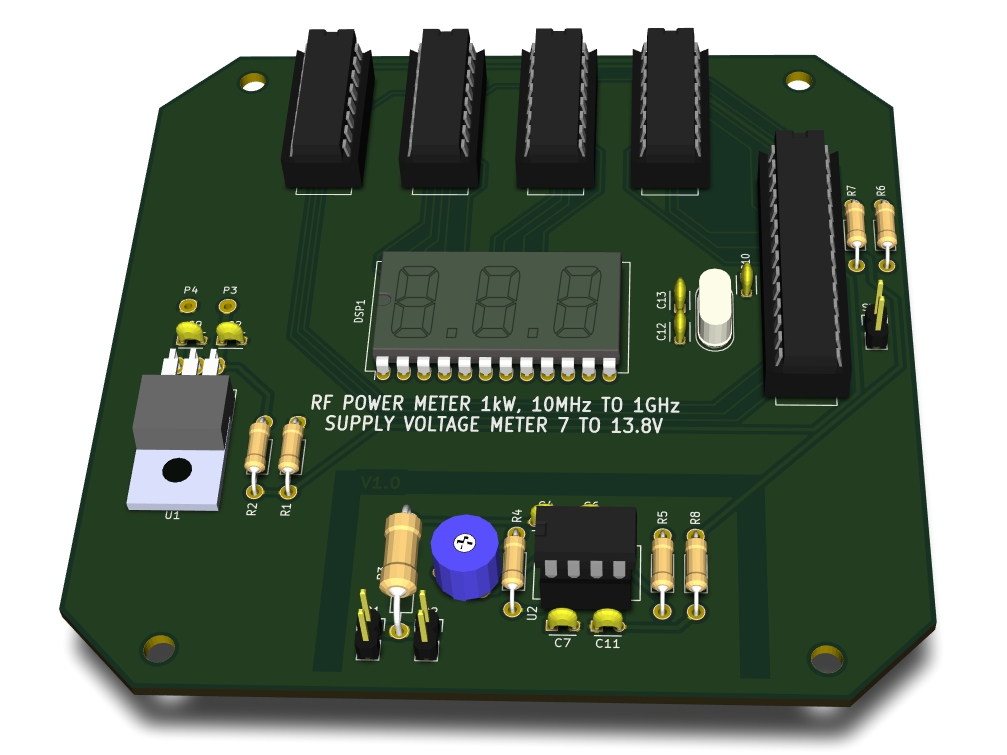 R7
R6
C13
C12
DSP1
P4
P3
RF POWER METER 1kW, 10MHz TO 1GHz
SUPPLY VOLTAGE METER 7 TO 13.8V
V1.0
U1
R2
R1
R4
R5
R8
U2
C7
C11